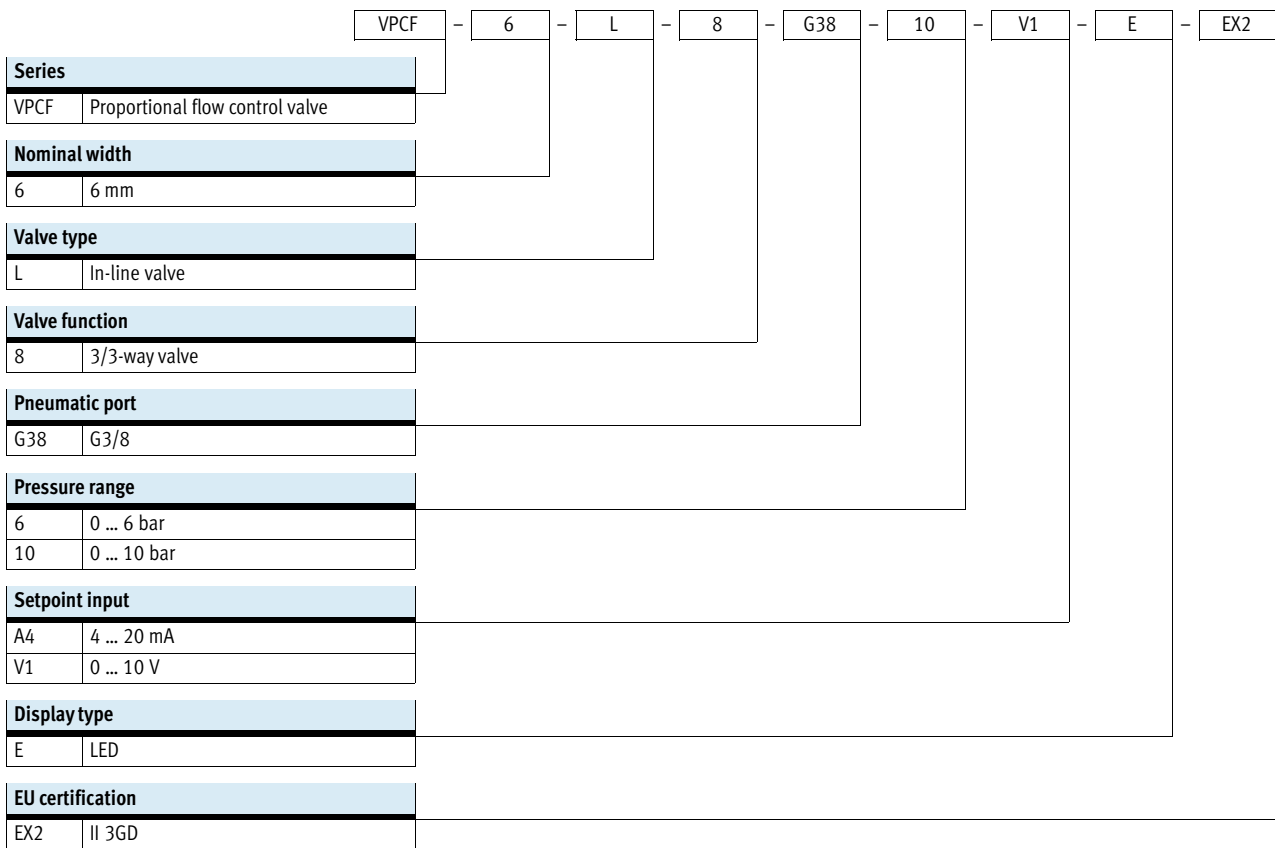 VPCF – 6 – L – 8 – G38 – 10 – V1 – E – EX2
Series
VPCF Proportional flow control valve
Nominal width
6 6 mm
Valve type
L In-line valve
Valve function
8 3/3-way valve
Pneumatic port
G38 G3/8
Pressure range
6 0 ... 6 bar
10 0 ... 10 bar
Setpoint input
A4 4 ... 20 mA
V1 0 ... 10 V
Display type
E LED
EU certification
EX2 II 3GD